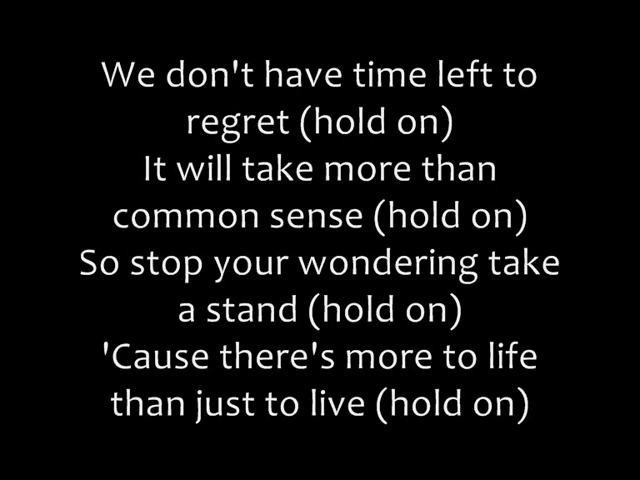 We don't have time left to
regret (hold on)
It will take more than
common sense (hold on)
So stop your wondering take
a stand (hold on)
'Cause there's more to life
than just to live (hold on)